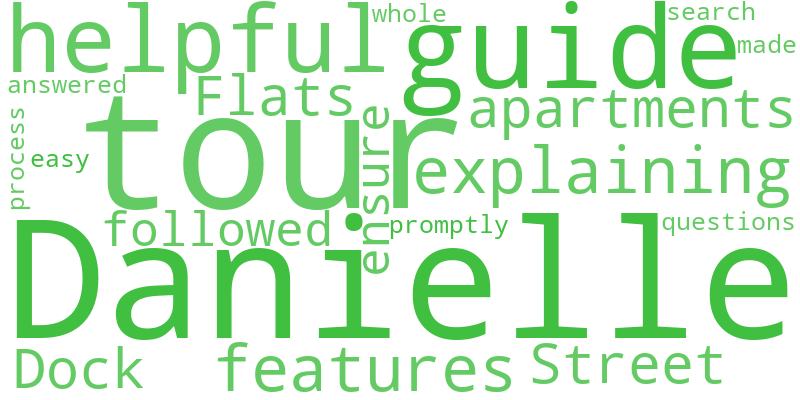 helpful
whole
guide
search
made
answered
Flats
tour
apartments
process
easy
ensure
explaining
followed
promptly
questions
Danielle
Dock
features
Street